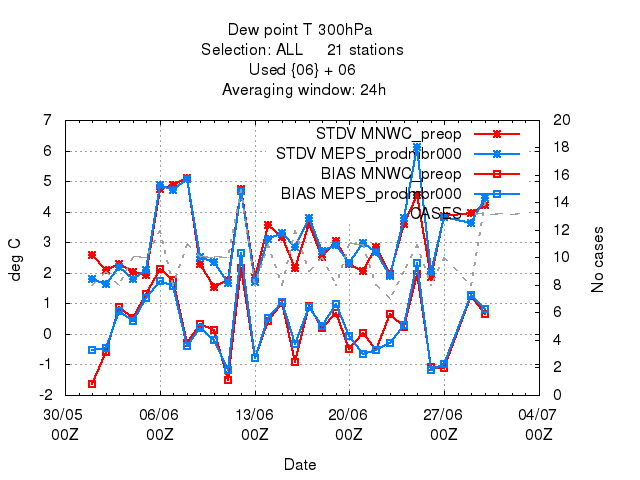 Dew point T 300hPa
Selection: ALL 21 stations
Used {06} + 06
Averaging window: 24h
7 20
6 18
5 16
4 14
3 12
2 10
1 8
0 6
-1 4
-2 2
0
STDV MNWC_preop
STDV MEPS_prodmbr000
BIAS MNWC_preop
BIAS MEPS_prodmbr000
CASES
deg C
No cases
30/05 06/06 13/06 20/06 27/06 04/07
00Z 00Z 00Z 00Z 00Z 00Z
Date